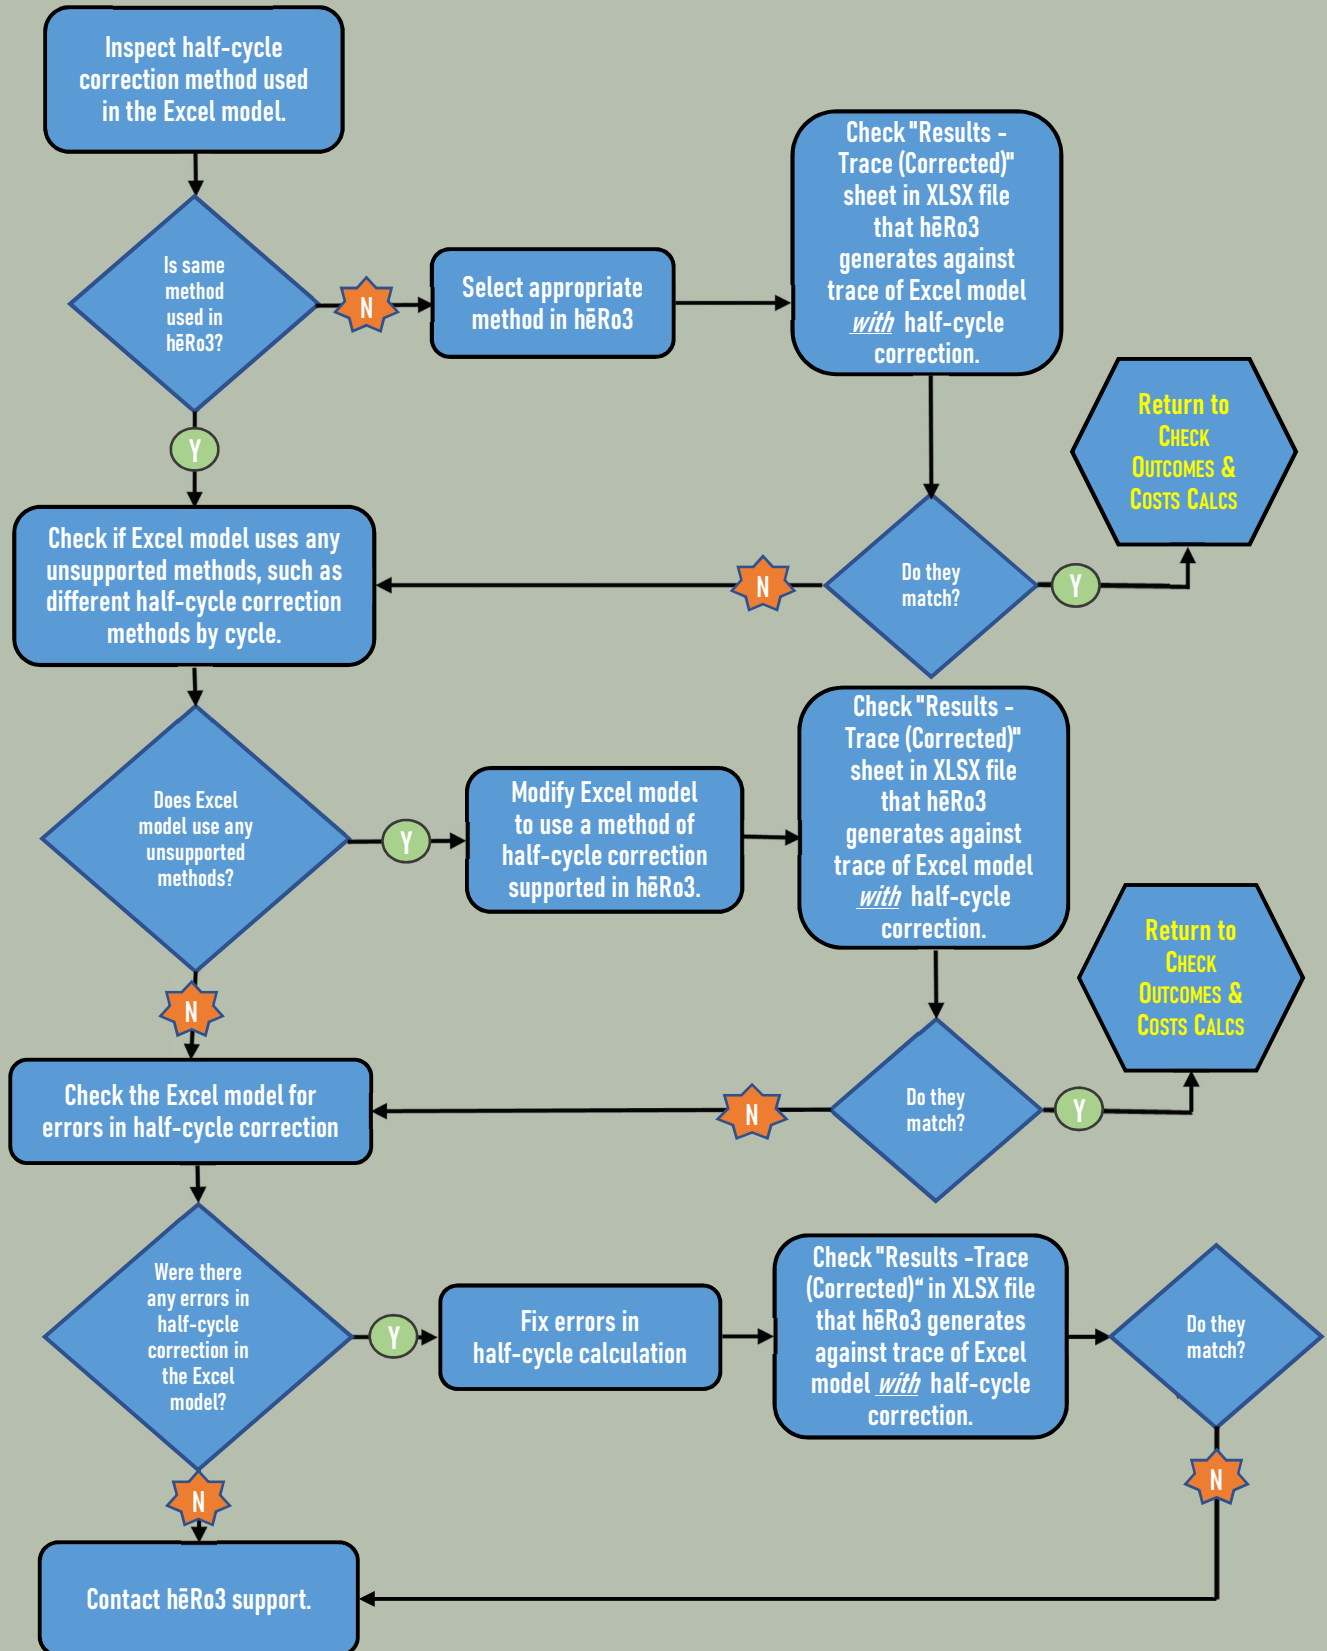 Inspect half-cycle
correction method used
in the Excel model.
Is same
method
used in
hēRo3?
N
Select appropriate
method in hēRo3
Check "Results -
Trace (Corrected)"
sheet in XLSX file
that hēRo3
generates against
trace of Excel model
with half-cycle
correction.
Y
Return to
CHECK
OUTCOMES &
COSTS CALCS
Check if Excel model uses any
unsupported methods, such as
different half-cycle correction
methods by cycle.
N
Do they
match?
Y
Does Excel
model use any
unsupported
methods?
Y
Modify Excel model
to use a method of
half-cycle correction
supported in hēRo3.
Check "Results -
Trace (Corrected)"
sheet in XLSX file
that hēRo3
generates against
trace of Excel model
with half-cycle
correction.
Return to
CHECK
OUTCOMES &
COSTS CALCS
N
Check the Excel model for
errors in half-cycle correction
N
Do they
match?
Y
Were there
any errors in
half-cycle
correction in
the Excel
model?
Y
Fix errors in
half-cycle calculation
Check "Results -Trace
(Corrected)“ in XLSX file
that hēRo3 generates
against trace of Excel
model with half-cycle
correction.
Do they
match?
N
N
Contact hēRo3 support.